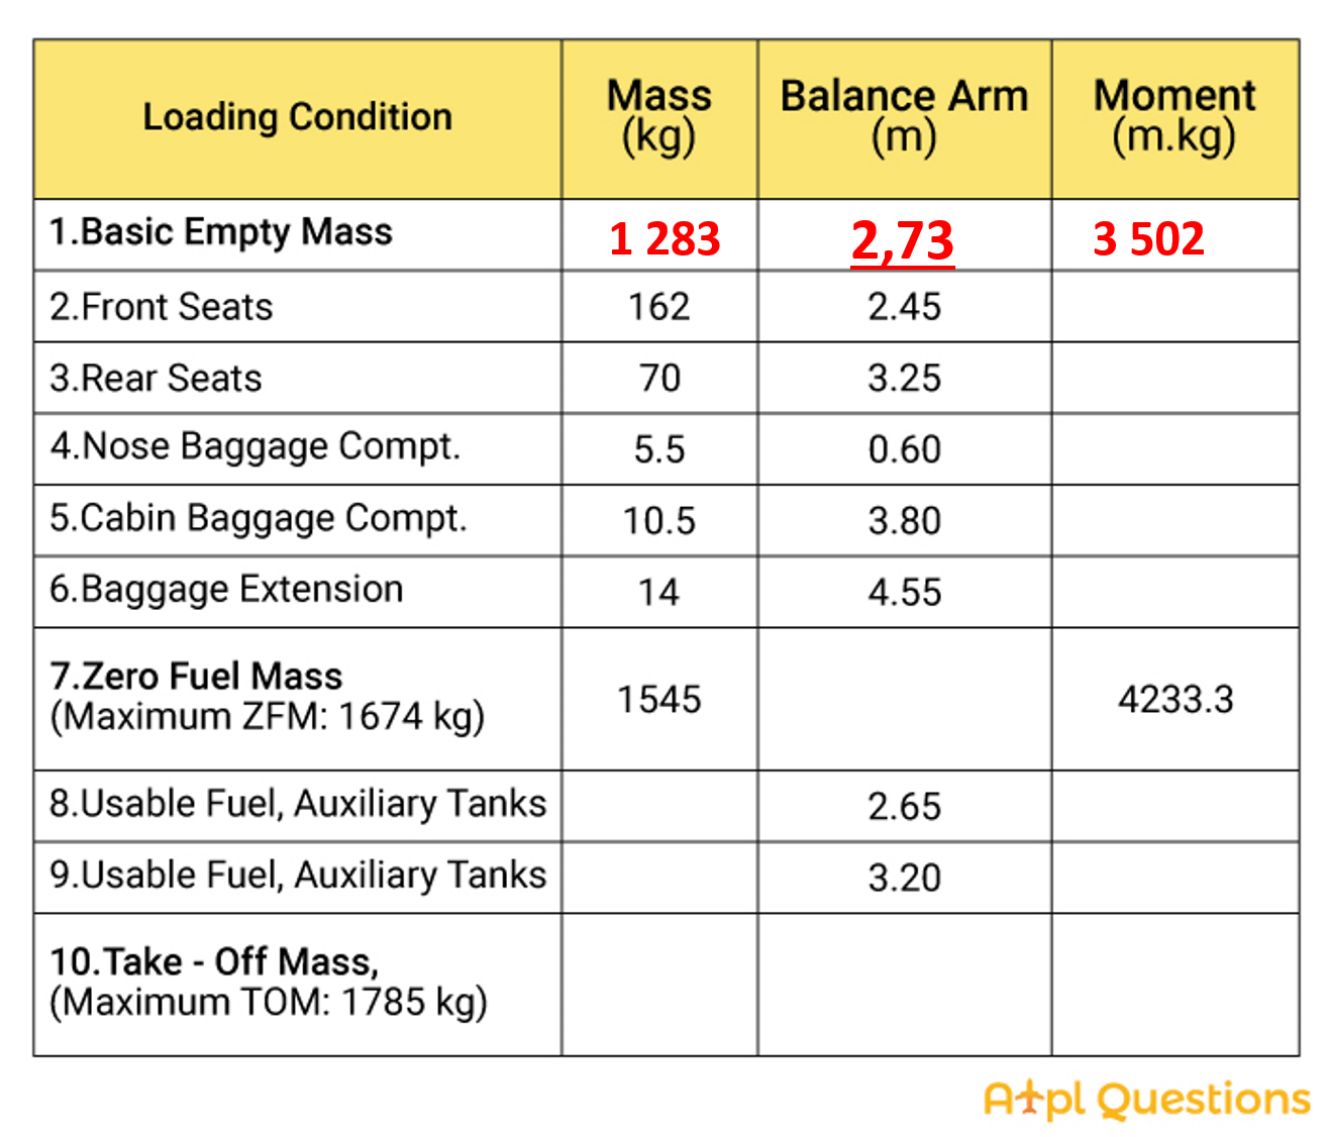 Loading Condition
Mass
(kg)
Balance Arm
(m)
Moment
(m.kg)
1.Basic Empty Mass 1 283 2,73 3 502
2.Front Seats 162 2.45
3.Rear Seats 70 3.25
4.Nose Baggage Compt. 5.5 0.60
5.Cabin Baggage Compt. 10.5 3.80
6.Baggage Extension 14 4.55
7.Zero Fuel Mass
(Maximum ZFM: 1674 kg) 1545 4233.3
8.Usable Fuel, Auxiliary Tanks 2.65
9.Usable Fuel, Auxiliary Tanks 3.20
10.Take - Off Mass,
(Maximum TOM: 1785 kg)
Atpl Questions